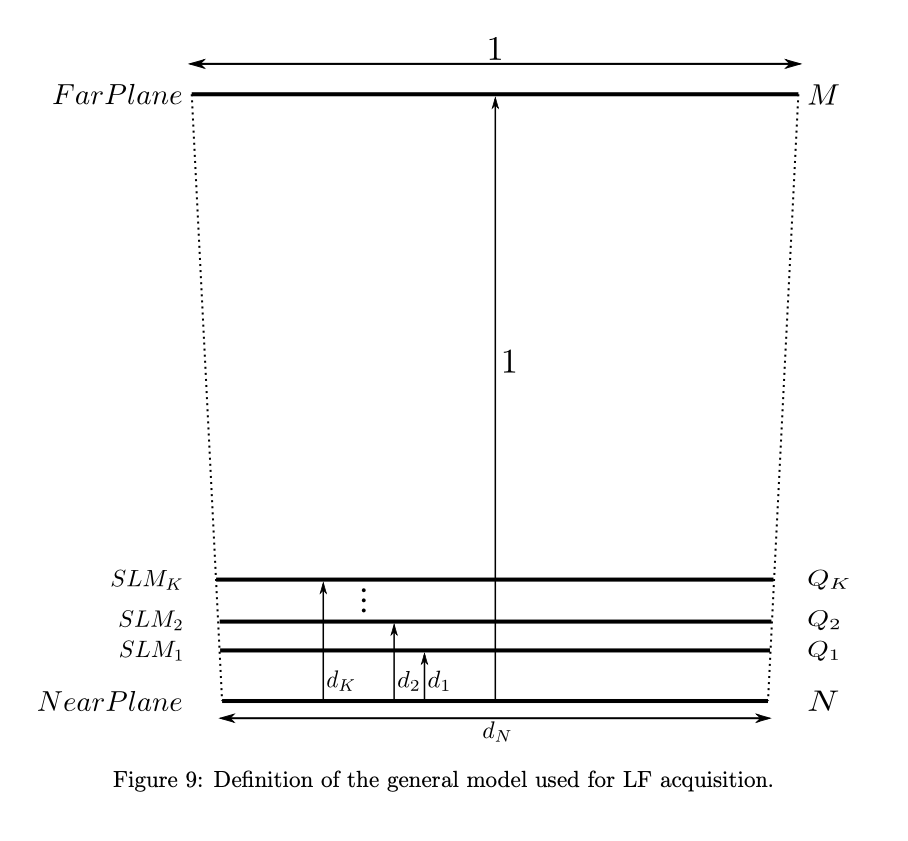 1
FarPlane M
1
SLM_K Q_K
⋮
SLM_2 Q_2
SLM_1 Q_1
d_K d_2 d_1
NearPlane N
d_N
Figure 9: Definition of the general model used for LF acquisition.